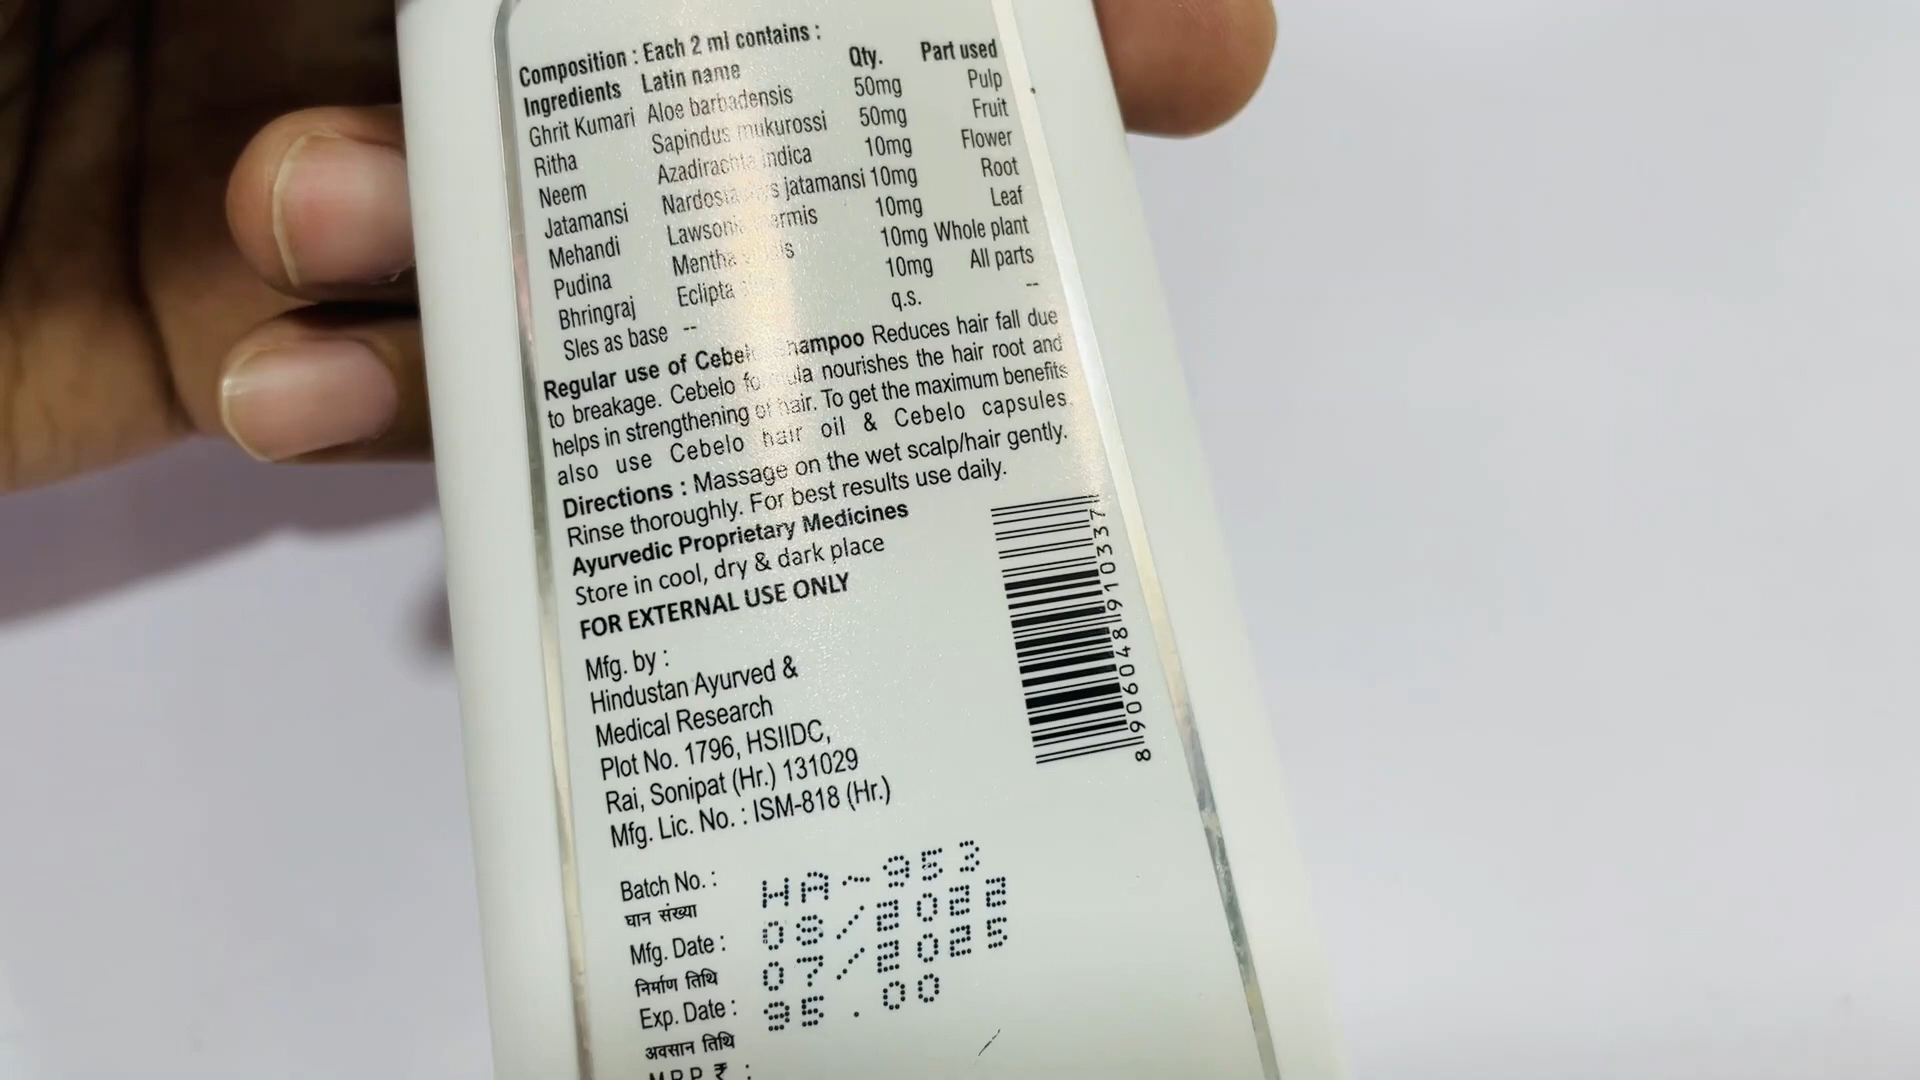 Composition : Each 2 ml contains :
Ingredients Latin name Qty. Part used
Ghrit Kumari Aloe barbadensis 50mg Pulp
Ritha Sapindus mukurossi 50mg Fruit
Neem Azadirachta indica 10mg Flower
Jatamansi jatamansi 10mg Root
Mehandi 10mg Leaf
Pudina Mentha 10mg Whole plant
Bhringraj Eclipta 10mg All parts
Sles as base -- q.s. --
Regular use of Shampoo Reduces hair fall due
to breakage. Cebelo formula nourishes the hair root and
helps in strengthening of hair. To get the maximum benefits
also use Cebelo hair oil & Cebelo capsules.
Directions : Massage on the wet scalp/hair gently.
Rinse thoroughly. For best results use daily.
Ayurvedic Proprietary Medicines
Store in cool, dry & dark place
FOR EXTERNAL USE ONLY
Mfg. by :
Hindustan Ayurved &
Medical Research
Plot No. 1796, HSIIDC,
Rai, Sonipat (Hr.) 131029
Mfg. Lic. No. : ISM-818 (Hr.)
8906048910337
Batch No. : HA-953
घान संख्या
Mfg. Date : 08/2022
निर्माण तिथि
Exp. Date : 07/2025
अवसान तिथि
M.R.P. ₹ : 95.00